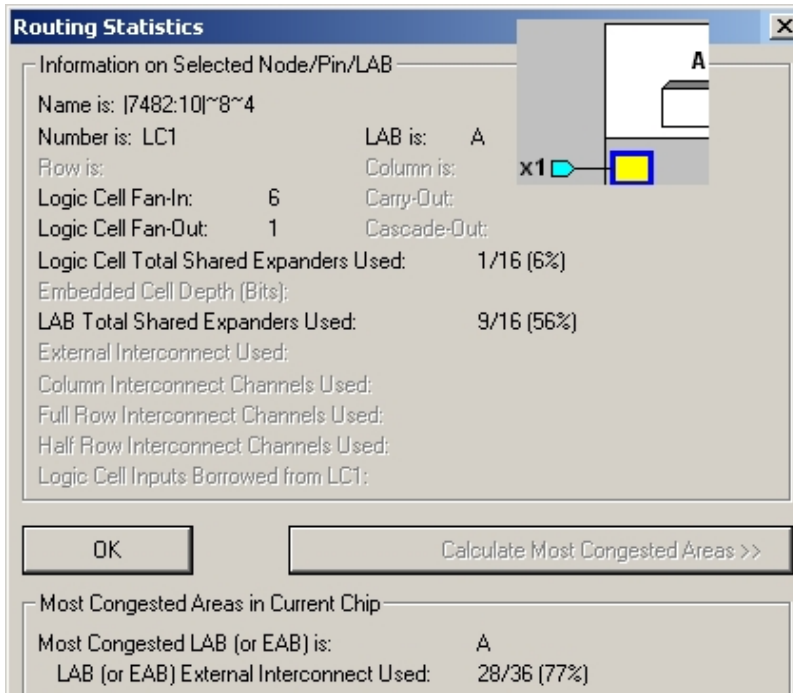 Routing Statistics
Information on Selected Node/Pin/LAB
A
Name is: |7482:10|~8~4
Number is: LC1 LAB is: A
x1
Row is: Column is:
Logic Cell Fan-In: 6 Carry-Out:
Logic Cell Fan-Out: 1 Cascade-Out:
Logic Cell Total Shared Expanders Used: 1/16 (6%)
Embedded Cell Depth (Bits):
LAB Total Shared Expanders Used: 9/16 (56%)
External Interconnect Used:
Column Interconnect Channels Used:
Full Row Interconnect Channels Used:
Half Row Interconnect Channels Used:
Logic Cell Inputs Borrowed from LC1:
OK Calculate Most Congested Areas >>
Most Congested Areas in Current Chip
Most Congested LAB (or EAB) is: A
LAB (or EAB) External Interconnect Used: 28/36 (77%)